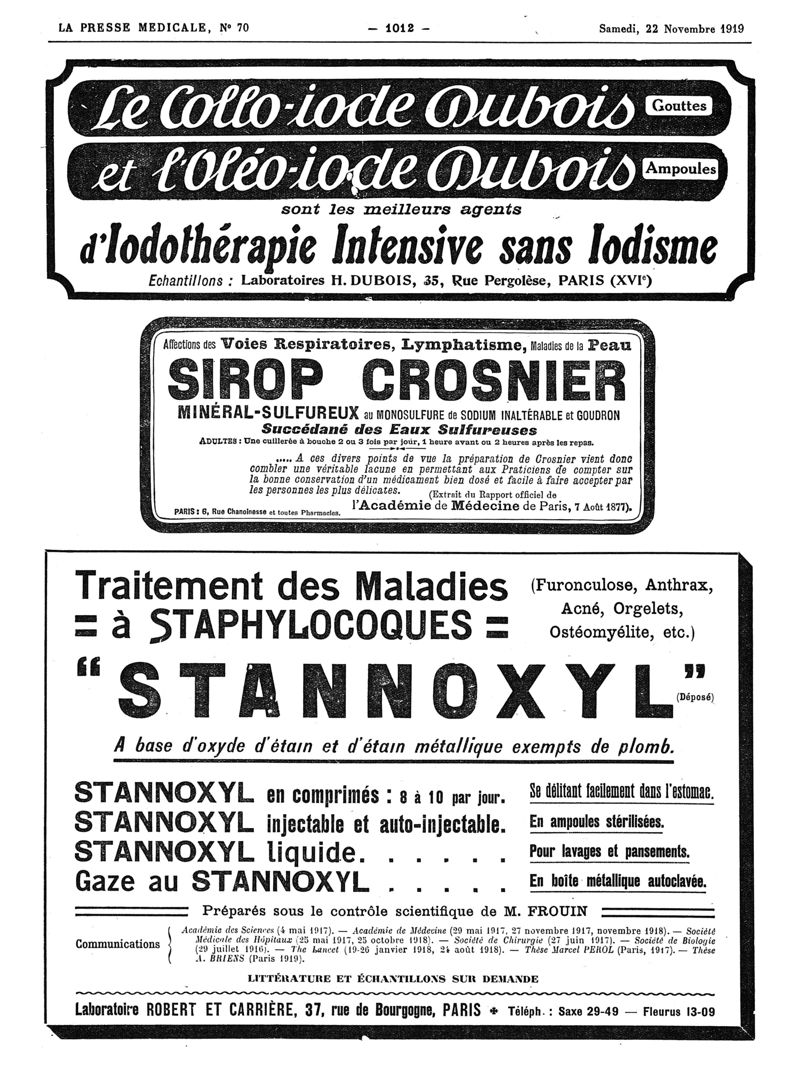 LA PRESSE MEDICALE, N° 70 — 1012 — Samedi, 22 Novembre 1919
Le Collo-iode Dubois Gouttes
et l'Oléo-iode Dubois Ampoules
sont les meilleurs agents
d'Iodothérapie Intensive sans Iodisme
Echantillons : Laboratoires H. DUBOIS, 35, Rue Pergolèse, PARIS (XVIe)
Affections des Voies Respiratoires, Lymphatisme, Maladies de la Peau
SIROP CROSNIER
MINÉRAL-SULFUREUX au MONOSULFURE de SODIUM INALTÉRABLE et GOUDRON
Succédané des Eaux Sulfureuses
ADULTES : Une cuillerée à bouche 2 ou 3 fois par jour, 1 heure avant ou 2 heures après les repas.
..... A ces divers points de vue la préparation de Crosnier vient donc
combler une véritable lacune en permettant aux Praticiens de compter sur
la bonne conservation d'un médicament bien dosé et facile à faire accepter par
les personnes les plus délicates.
(Extrait du Rapport officiel de
l'Académie de Médecine de Paris, 7 Août 1877).
PARIS : 6, Rue Chanoinesse et toutes Pharmacies.
Traitement des Maladies
= à STAPHYLOCOQUES =
(Furonculose, Anthrax,
Acné, Orgelets,
Ostéomyélite, etc.)
“STANNOXYL”
(Déposé)
A base d'oxyde d'étain et d'étain métallique exempts de plomb.
STANNOXYL en comprimés : 8 à 10 par jour. Se délitant facilement dans l'estomac.
STANNOXYL injectable et auto-injectable. En ampoules stérilisées.
STANNOXYL liquide. . . . . . Pour lavages et pansements.
Gaze au STANNOXYL . . . . . En boîte métallique autoclavée.
Préparés sous le contrôle scientifique de M. FROUIN
Communications
Académie des Sciences (4 mai 1917). — Académie de Médecine (29 mai 1917, 27 novembre 1917, novembre 1918). — Société
Médicale des Hôpitaux (25 mai 1917, 25 octobre 1918). — Société de Chirurgie (27 juin 1917). — Société de Biologie
(29 juillet 1916). — The Lancet (19-26 janvier 1918, 24 août 1918). — Thèse Marcel PEROL (Paris, 1917). — Thèse
A. BRIENS (Paris 1919).
LITTÉRATURE ET ÉCHANTILLONS SUR DEMANDE
Laboratoire ROBERT ET CARRIÈRE, 37, rue de Bourgogne, PARIS ✦ Téléph. : Saxe 29-49 — Fleurus 13-09